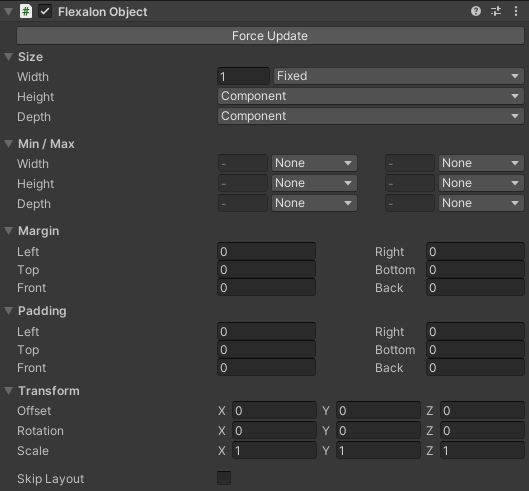 # Flexalon Object
Force Update
Size
Width 1 Fixed
Height Component
Depth Component
Min / Max
Width - None - None
Height - None - None
Depth - None - None
Margin
Left 0 Right 0
Top 0 Bottom 0
Front 0 Back 0
Padding
Left 0 Right 0
Top 0 Bottom 0
Front 0 Back 0
Transform
Offset X 0 Y 0 Z 0
Rotation X 0 Y 0 Z 0
Scale X 1 Y 1 Z 1
Skip Layout